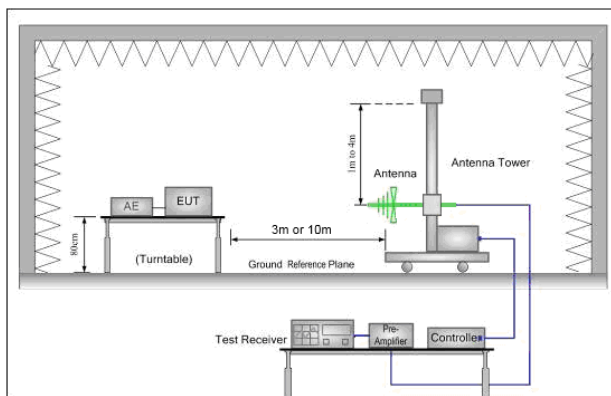 1m to 4m
Antenna
Antenna Tower
AE
EUT
80cm
(Turntable)
3m or 10m
Ground Reference Plane
Test Receiver
Pre-
Amplifier
Controlle